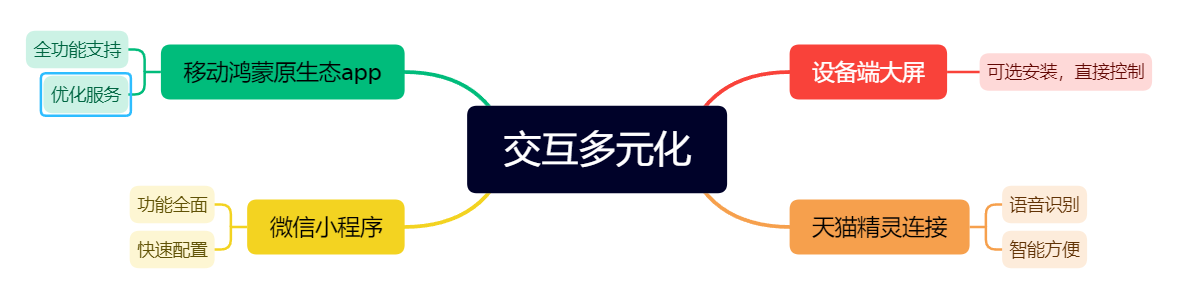 全功能支持
移动鸿蒙原生态app
优化服务
设备端大屏
可选安装，直接控制
交互多元化
功能全面
微信小程序
快速配置
天猫精灵连接
语音识别
智能方便